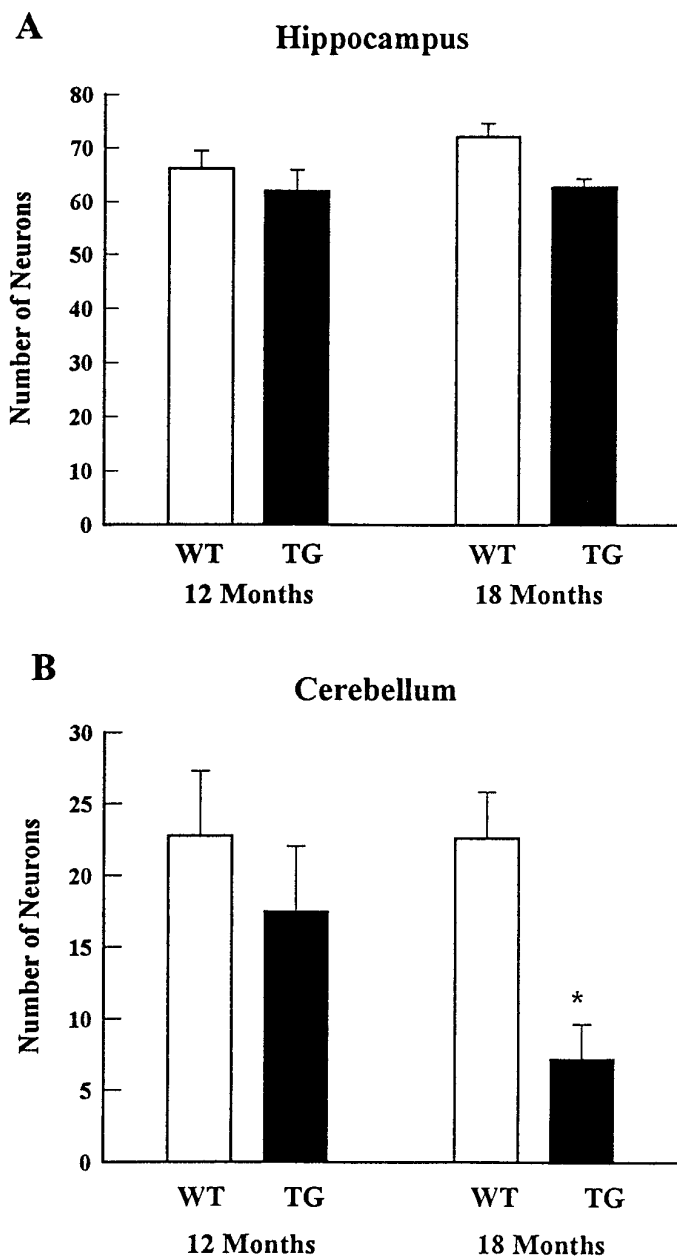 A
Hippocampus
80
70
60
50
40
30
20
10
0
Number of Neurons
WT TG WT TG
12 Months 18 Months
B
Cerebellum
30
25
20
15
10
5
0
Number of Neurons
*
WT TG WT TG
12 Months 18 Months